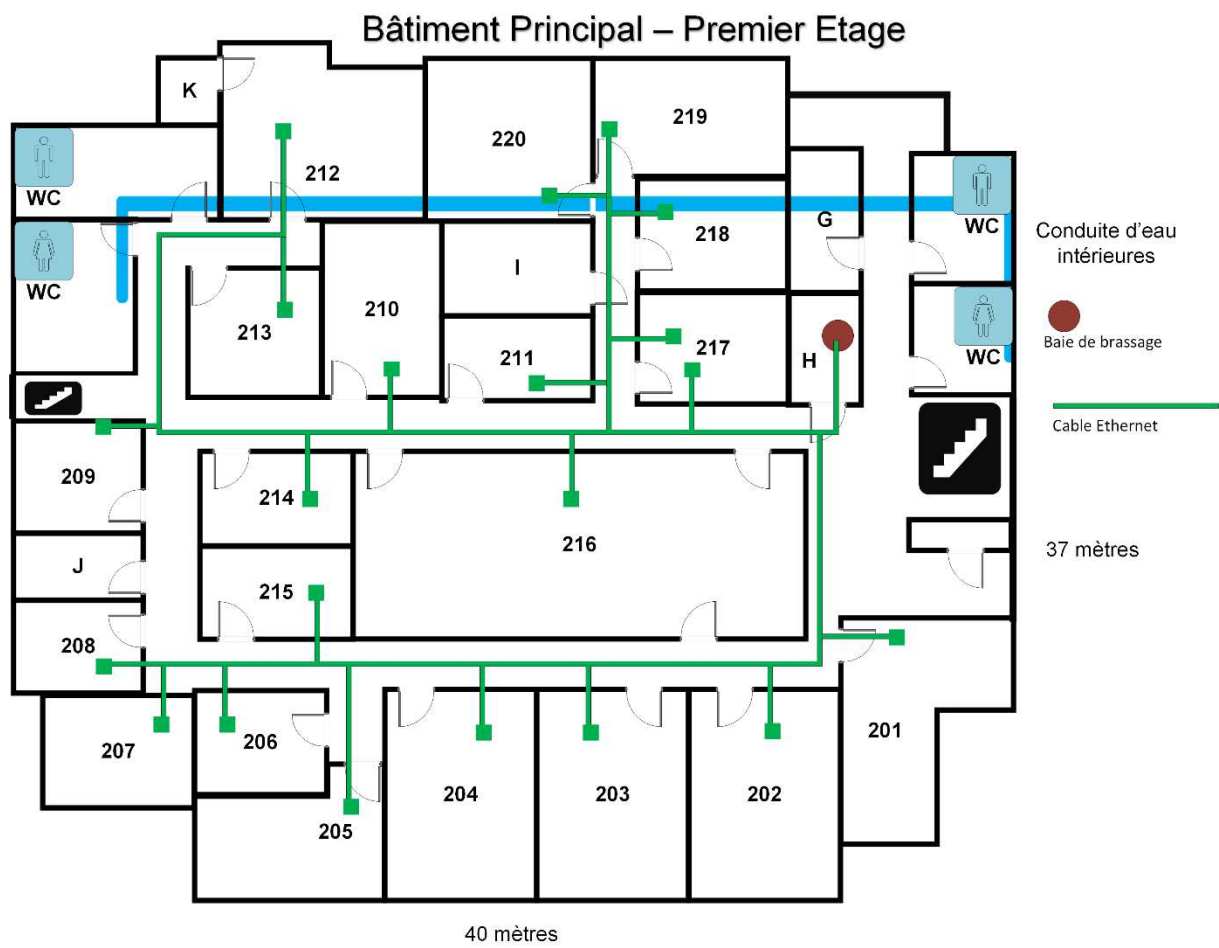 Bâtiment Principal – Premier Etage
K
219
220
WC
212
WC
G
218
WC
Conduite d'eau
intérieures
I
WC
210
213
Baie de brassage
211
217
H
WC
Cable Ethernet
209
214
216
37 mètres
J
215
208
201
207
206
204
203
202
205
40 mètres